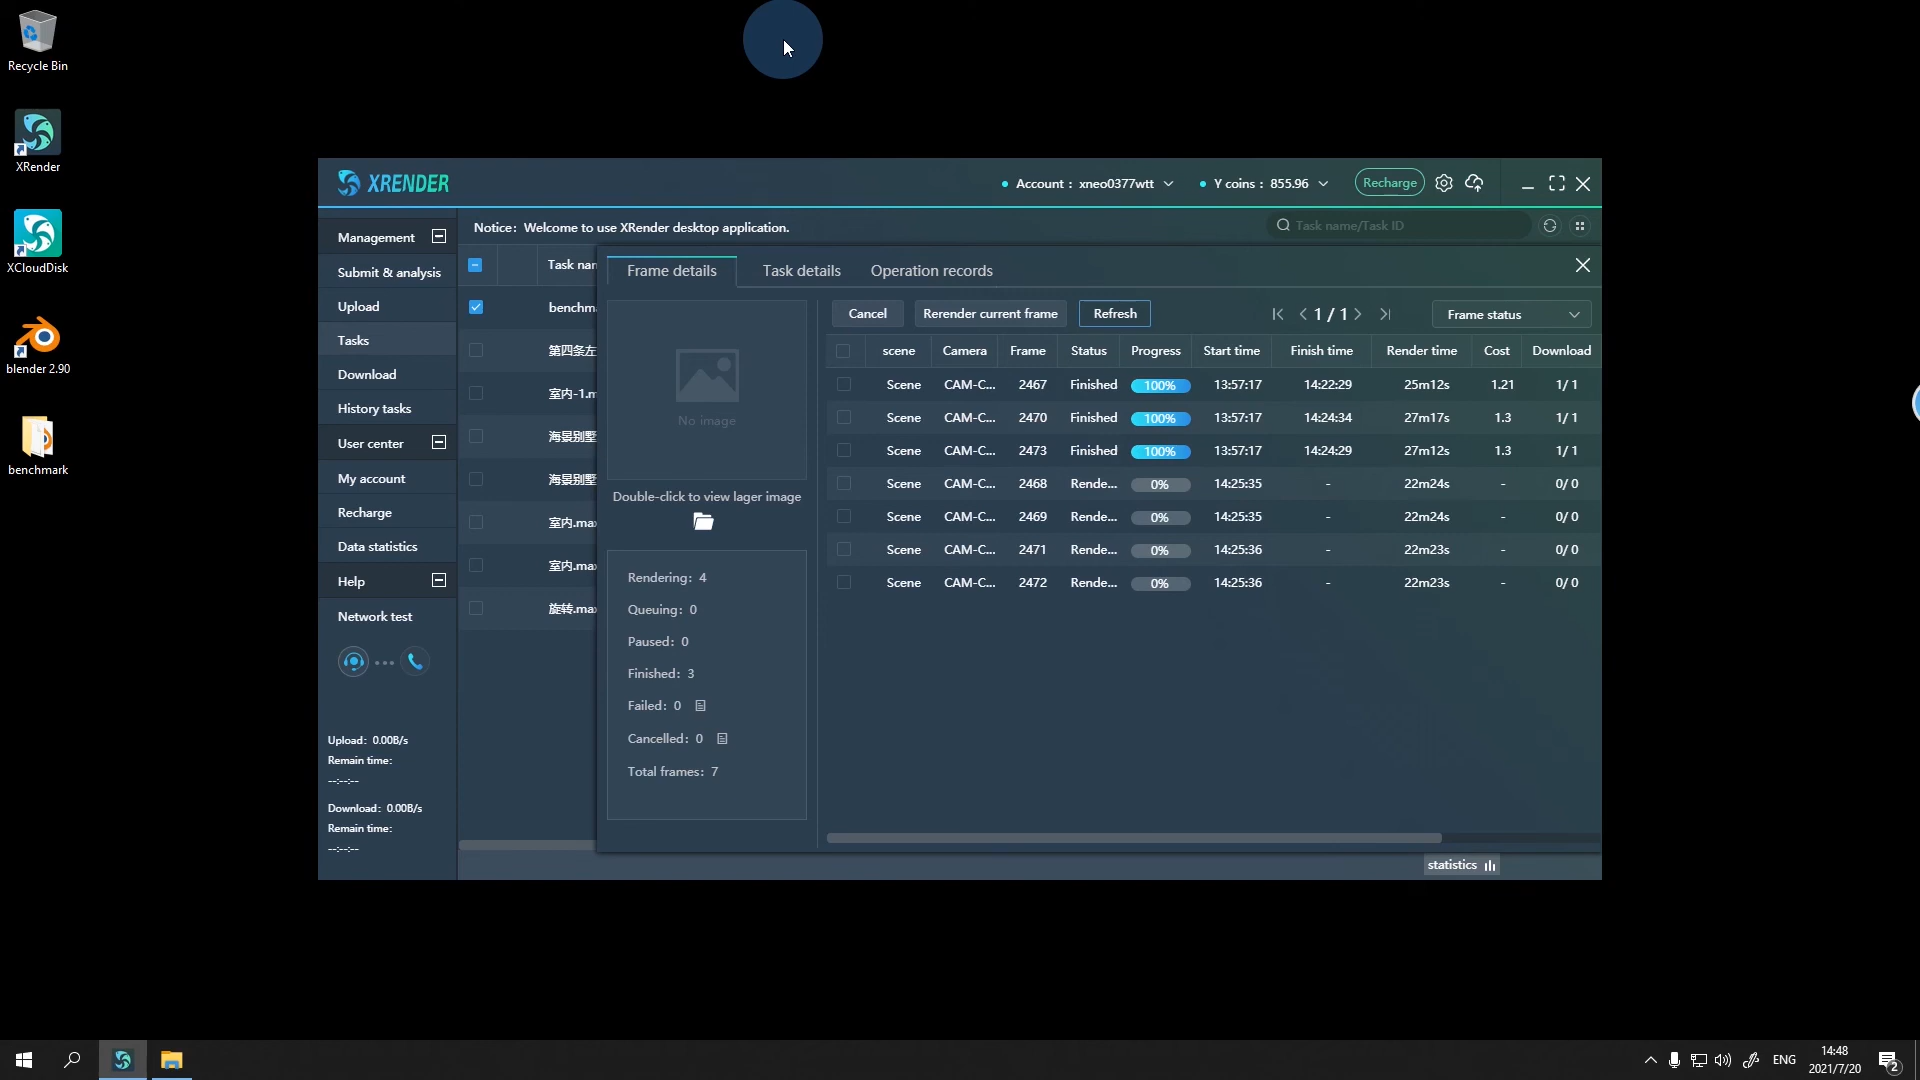 Recycle Bin
XRender
XCloudDisk
blender 2.90
benchmark
XRENDER
Account : xneo0377wtt
Y coins : 855.96
Recharge
Management
Submit & analysis
Upload
Tasks
Download
History tasks
User center
My account
Recharge
Data statistics
Help
Network test
Upload: 0.00B/s
Remain time:
--:--:--
Download: 0.00B/s
Remain time:
--:--:--
Notice: Welcome to use XRender desktop application.
Task name/Task ID
Task nan
benchm
第四条左
室内-1.m
海景别墅
海景别墅
室内.max
室内.max
旋转.max
Frame details Task details Operation records
No image
Double-click to view lager image
Rendering: 4
Queuing: 0
Paused: 0
Finished: 3
Failed: 0
Cancelled: 0
Total frames: 7
Cancel Rerender current frame Refresh 1 / 1 Frame status
scene Camera Frame Status Progress Start time Finish time Render time Cost Download
Scene CAM-C... 2467 Finished 100% 13:57:17 14:22:29 25m12s 1.21 1/ 1
Scene CAM-C... 2470 Finished 100% 13:57:17 14:24:34 27m17s 1.3 1/ 1
Scene CAM-C... 2473 Finished 100% 13:57:17 14:24:29 27m12s 1.3 1/ 1
Scene CAM-C... 2468 Rende... 0% 14:25:35 - 22m24s - 0/ 0
Scene CAM-C... 2469 Rende... 0% 14:25:35 - 22m24s - 0/ 0
Scene CAM-C... 2471 Rende... 0% 14:25:36 - 22m23s - 0/ 0
Scene CAM-C... 2472 Rende... 0% 14:25:36 - 22m23s - 0/ 0
statistics
ENG
14:48
2021/7/20
2